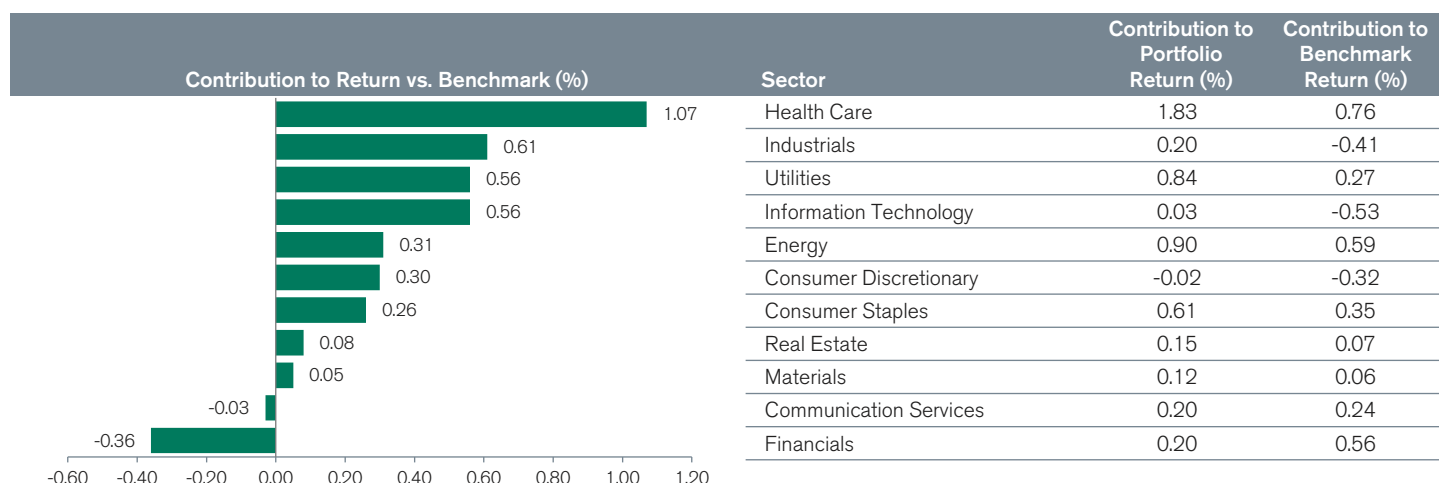 Contribution to Return vs. Benchmark (%)
Sector
Contribution to
Portfolio
Return (%)
Contribution to
Benchmark
Return (%)
1.07 Health Care 1.83 0.76
0.61 Industrials 0.20 -0.41
0.56 Utilities 0.84 0.27
0.56 Information Technology 0.03 -0.53
0.31 Energy 0.90 0.59
0.30 Consumer Discretionary -0.02 -0.32
0.26 Consumer Staples 0.61 0.35
0.08 Real Estate 0.15 0.07
0.05 Materials 0.12 0.06
-0.03 Communication Services 0.20 0.24
-0.36 Financials 0.20 0.56
-0.60 -0.40 -0.20 0.00 0.20 0.40 0.60 0.80 1.00 1.20